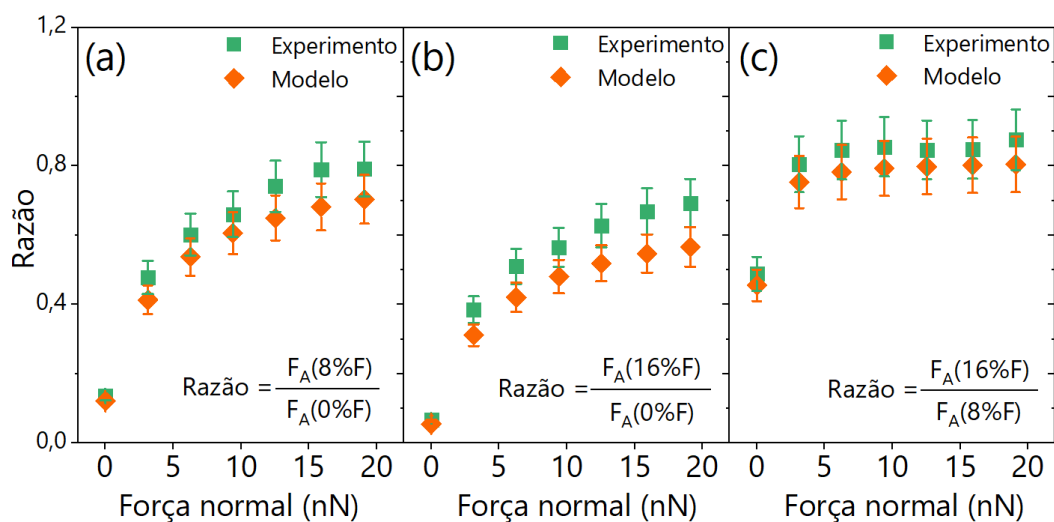 1,2
0,8
0,4
0,0
Razão
(a)
Experimento
Modelo
Razão = F_A(8%F) / F_A(0%F)
0 5 10 15 20
Força normal (nN)
(b)
Experimento
Modelo
Razão = F_A(16%F) / F_A(0%F)
0 5 10 15 20
Força normal (nN)
(c)
Experimento
Modelo
Razão = F_A(16%F) / F_A(8%F)
0 5 10 15 20
Força normal (nN)